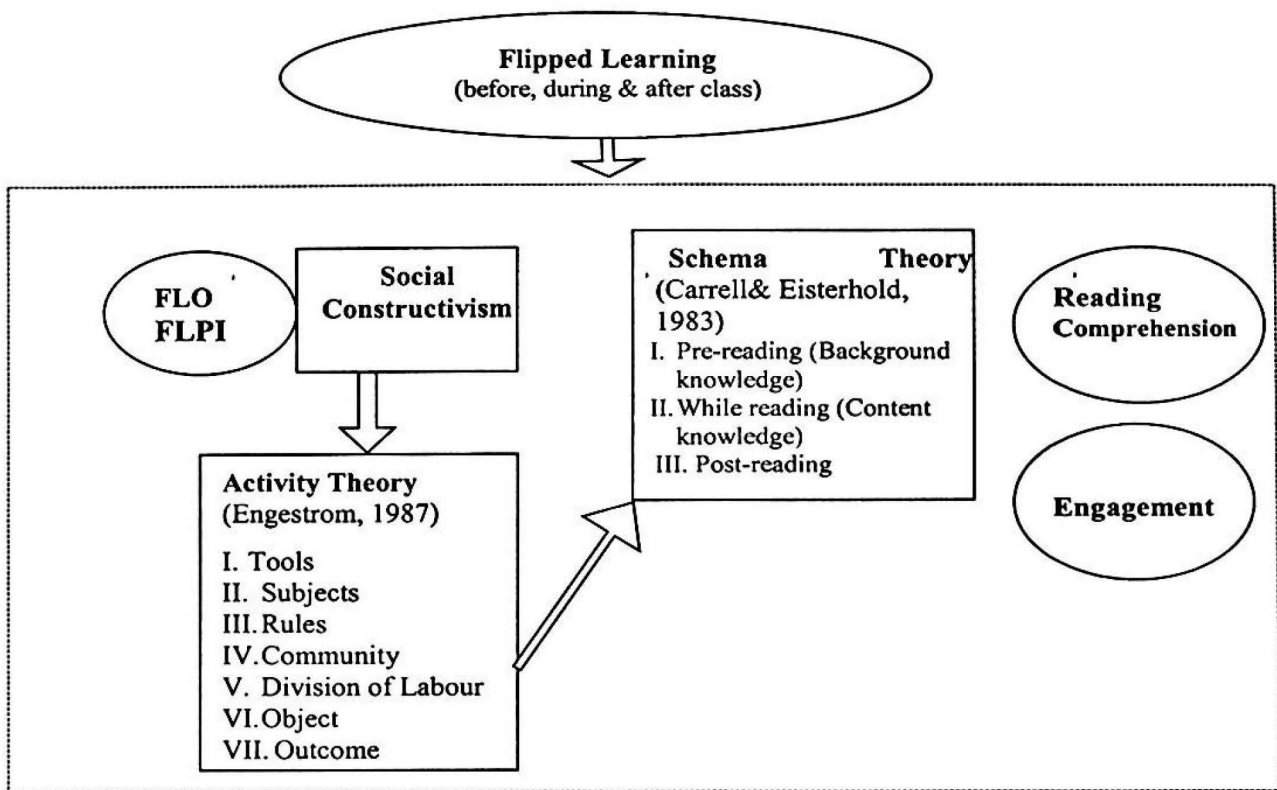 Flipped Learning
(before, during & after class)
FLO
FLPI
Social
Constructivism
Activity Theory
(Engestrom, 1987)
I. Tools
II. Subjects
III. Rules
IV. Community
V. Division of Labour
VI. Object
VII. Outcome
Schema Theory
(Carrell& Eisterhold,
1983)
I. Pre-reading (Background
knowledge)
II. While reading (Content
knowledge)
III. Post-reading
Reading
Comprehension
Engagement